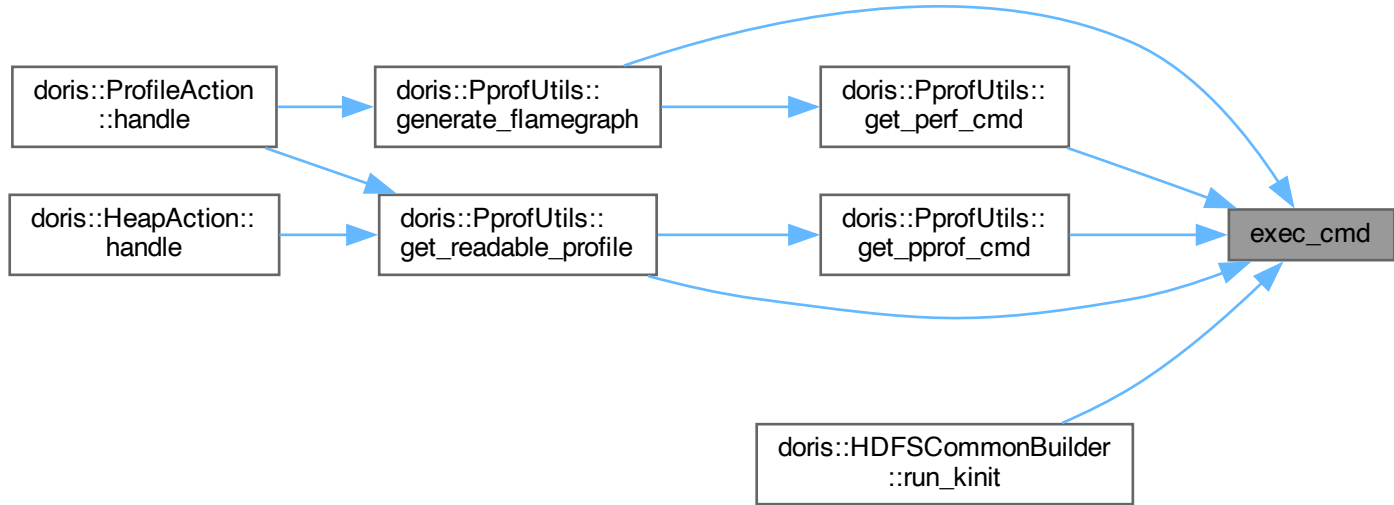 doris::ProfileAction
::handle
doris::PprofUtils::
generate_flamegraph
doris::PprofUtils::
get_perf_cmd
doris::HeapAction::
handle
doris::PprofUtils::
get_readable_profile
doris::PprofUtils::
get_pprof_cmd
exec_cmd
doris::HDFSCommonBuilder
::run_kinit